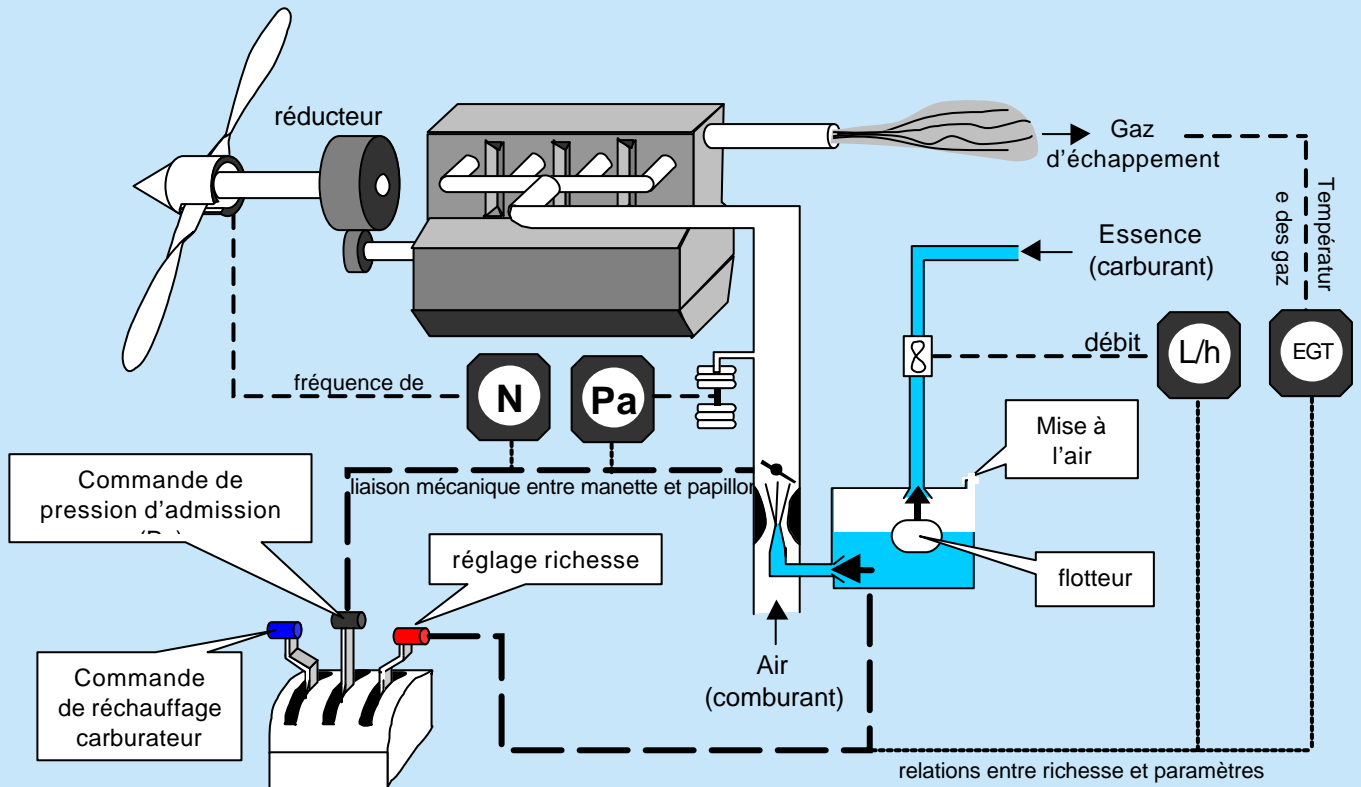 réducteur
Gaz
d'échappement
Températur
e des gaz
Essence
(carburant)
débit
L/h
EGT
fréquence de
N
Pa
Mise à
l'air
Commande de
pression d'admission
liaison mécanique entre manette et papillon
réglage richesse
flotteur
Air
(comburant)
Commande
de réchauffage
carburateur
relations entre richesse et paramètres